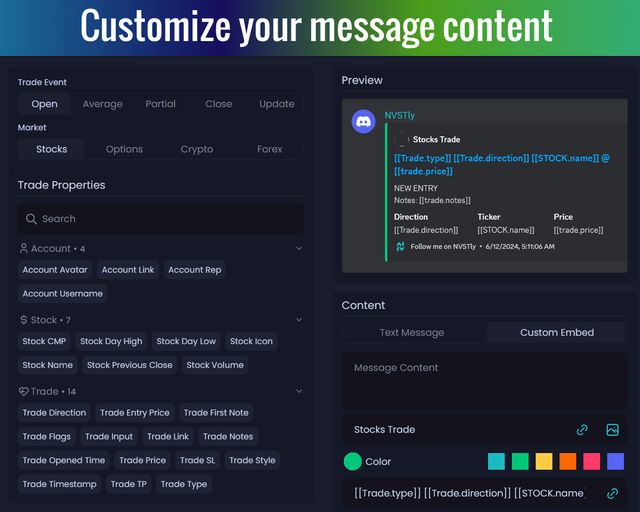 Customize your message content
Trade Event
Open Average Partial Close Update
Market
Stocks Options Crypto Forex
Trade Properties
Search
Account • 4
Account Avatar Account Link Account Rep
Account Username
Stock • 7
Stock CMP Stock Day High Stock Day Low Stock Icon
Stock Name Stock Previous Close Stock Volume
Trade • 14
Trade Direction Trade Entry Price Trade First Note
Trade Flags Trade Input Trade Link Trade Notes
Trade Opened Time Trade Price Trade SL Trade Style
Trade Timestamp Trade TP Trade Type
Preview
NVSTly
Stocks Trade
[[Trade.type]] [[Trade.direction]] [[STOCK.name]] @
[[trade.price]]
NEW ENTRY
Notes: [[trade.notes]]
Direction Ticker Price
[[Trade.direction]] [[STOCK.name]] [[trade.price]]
Follow me on NVSTly • 6/12/2024, 5:11:06 AM
Content
Text Message Custom Embed
Message Content
Stocks Trade
Color
[[Trade.type]] [[Trade.direction]] [[STOCK.name